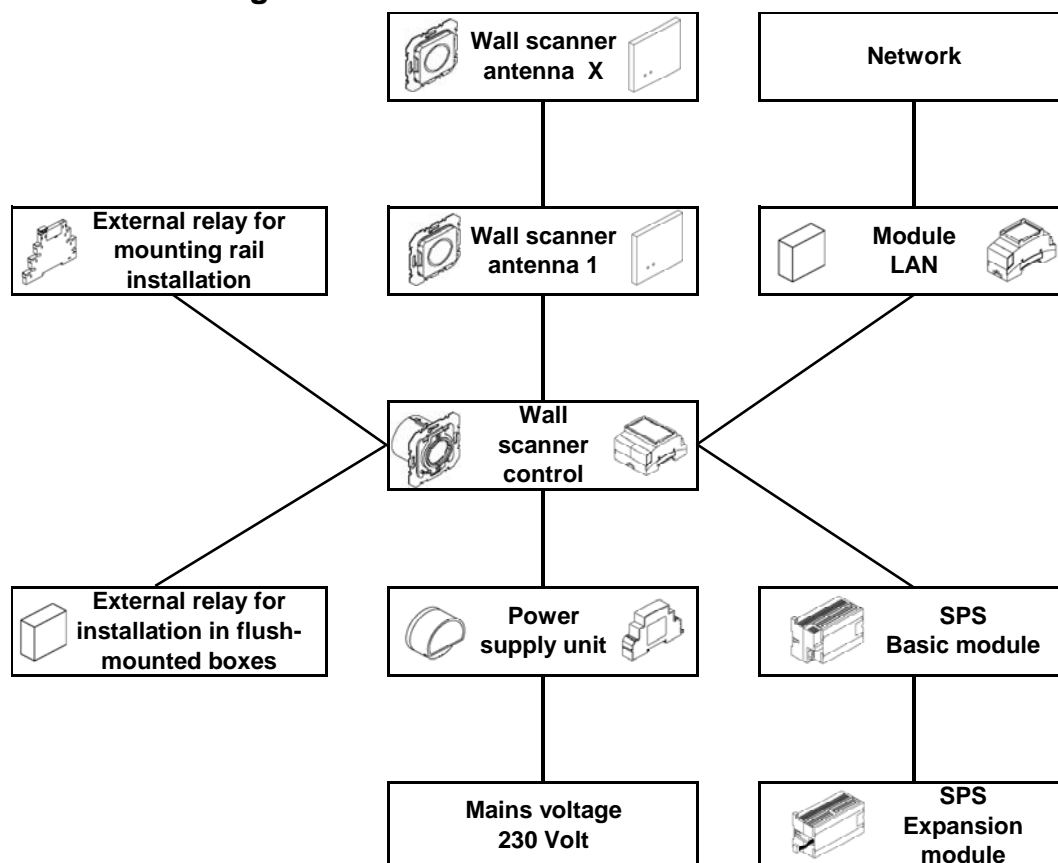 Wall scanner
antenna X
Network
External relay for
mounting rail
installation
Wall scanner
antenna 1
Module
LAN
Wall
scanner
control
External relay for
installation in flush-
mounted boxes
Power
supply unit
SPS
Basic module
Mains voltage
230 Volt
SPS
Expansion
module